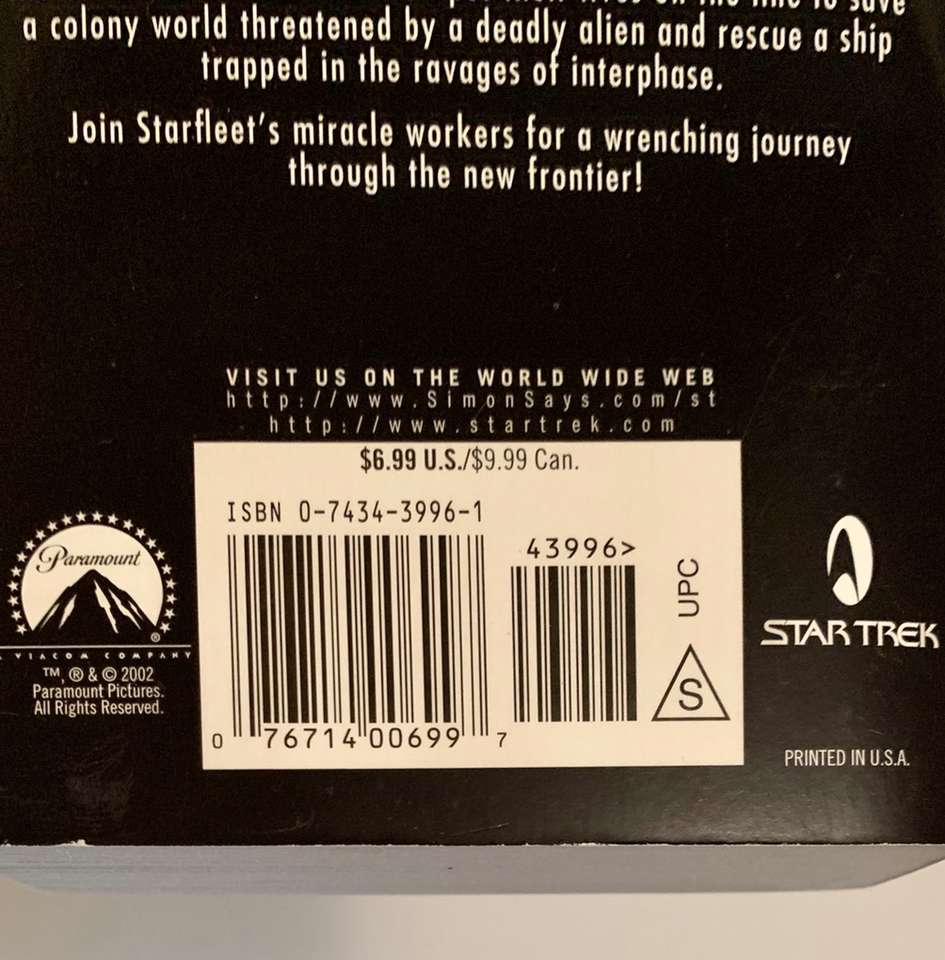 a colony world threatened by a deadly alien and rescue a ship
trapped in the ravages of interphase.
Join Starfleet's miracle workers for a wrenching journey
through the new frontier!
VISIT US ON THE WORLD WIDE WEB
http://www.SimonSays.com/st
http://www.startrek.com
$6.99 U.S./$9.99 Can.
ISBN 0-7434-3996-1
43996>
UPC
S
0 76714 00699 7
Paramount
®
A VIACOM COMPANY
TM, ® & © 2002
Paramount Pictures.
All Rights Reserved.
STAR TREK
PRINTED IN U.S.A.